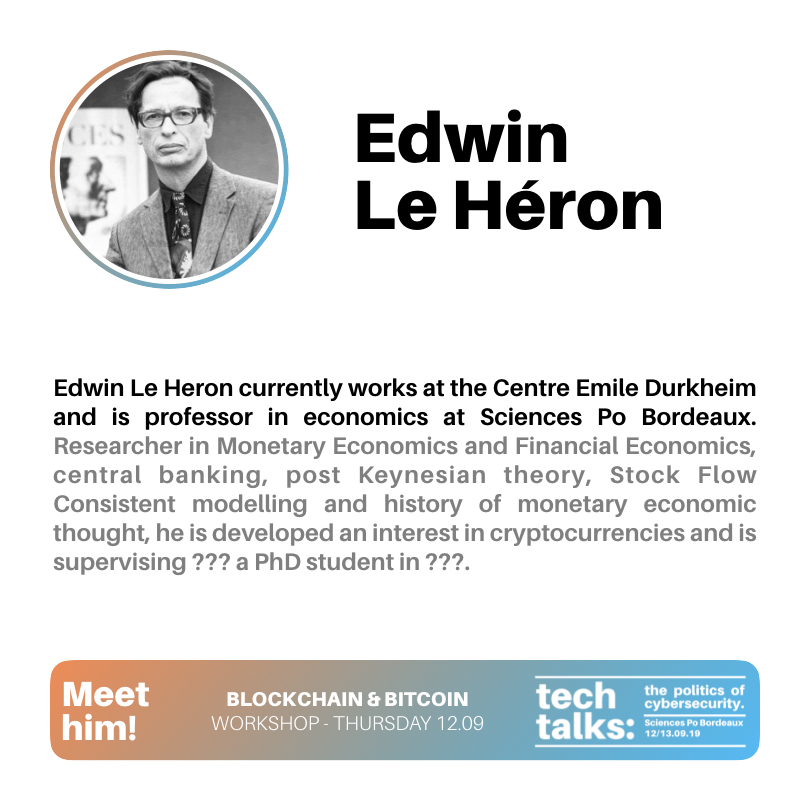 CES
Edwin
Le Héron
Edwin Le Heron currently works at the Centre Emile Durkheim
and is professor in economics at Sciences Po Bordeaux.
Researcher in Monetary Economics and Financial Economics,
central banking, post Keynesian theory, Stock Flow
Consistent modelling and history of monetary economic
thought, he is developed an interest in cryptocurrencies and is
supervising ??? a PhD student in ???.
Meet
him!
BLOCKCHAIN & BITCOIN
WORKSHOP - THURSDAY 12.09
tech
talks:
the politics of
cybersecurity.
Sciences Po Bordeaux
12/13.09.19